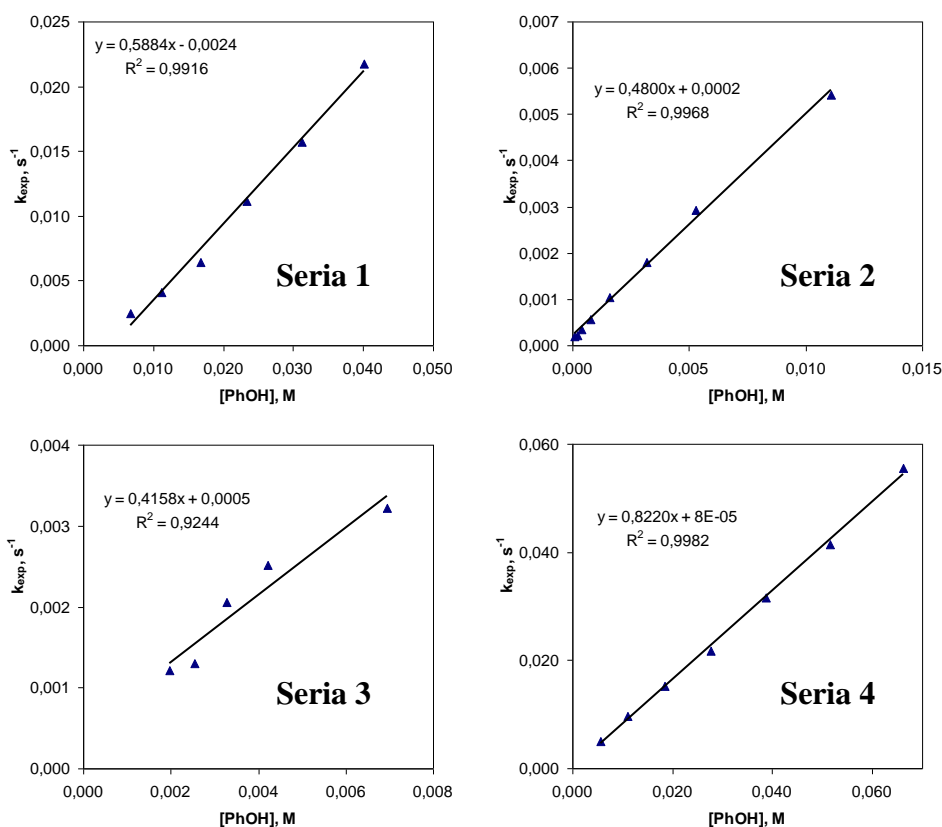 0,025
0,020
0,015
0,010
0,005
0,000
0,000 0,010 0,020 0,030 0,040 0,050
k_exp, s⁻¹
[PhOH], M
y = 0,5884x - 0,0024
R² = 0,9916
Seria 1
0,007
0,006
0,005
0,004
0,003
0,002
0,001
0,000
0,000 0,005 0,010 0,015
k_exp, s⁻¹
[PhOH], M
y = 0,4800x + 0,0002
R² = 0,9968
Seria 2
0,004
0,003
0,002
0,001
0,000
0,000 0,002 0,004 0,006 0,008
k_exp, s⁻¹
[PhOH], M
y = 0,4158x + 0,0005
R² = 0,9244
Seria 3
0,060
0,040
0,020
0,000
0,000 0,020 0,040 0,060
k_exp, s⁻¹
[PhOH], M
y = 0,8220x + 8E-05
R² = 0,9982
Seria 4